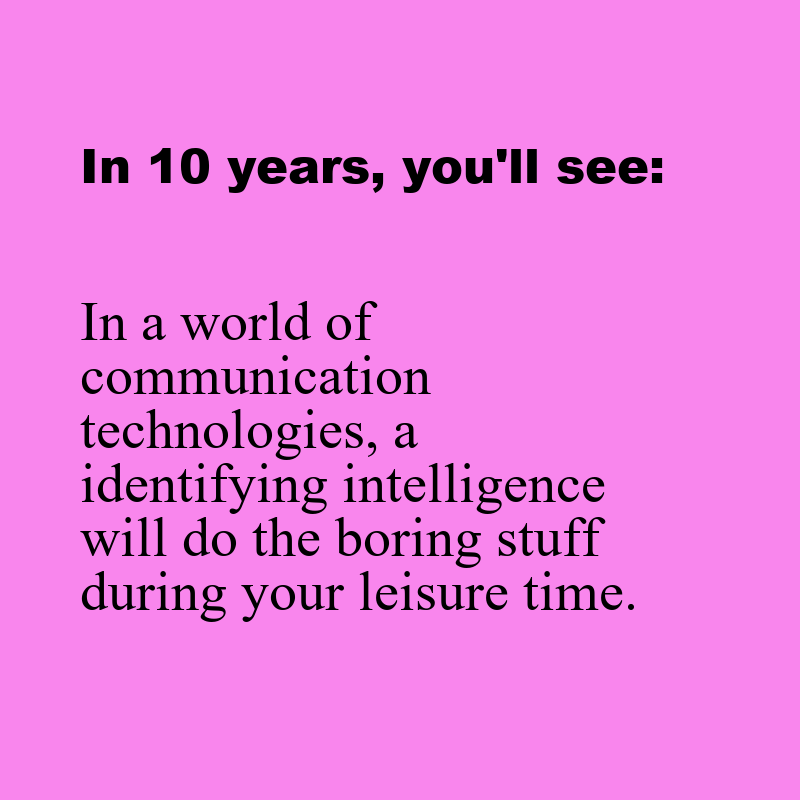 In 10 years, you'll see:
In a world of
communication
technologies, a
identifying intelligence
will do the boring stuff
during your leisure time.